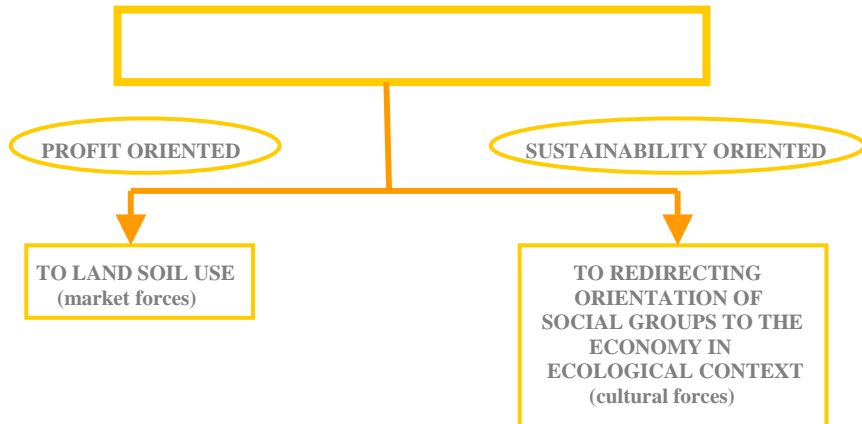 PROFIT ORIENTED
SUSTAINABILITY ORIENTED
TO LAND SOIL USE
(market forces)
TO REDIRECTING
ORIENTATION OF
SOCIAL GROUPS TO THE
ECONOMY IN
ECOLOGICAL CONTEXT
(cultural forces)